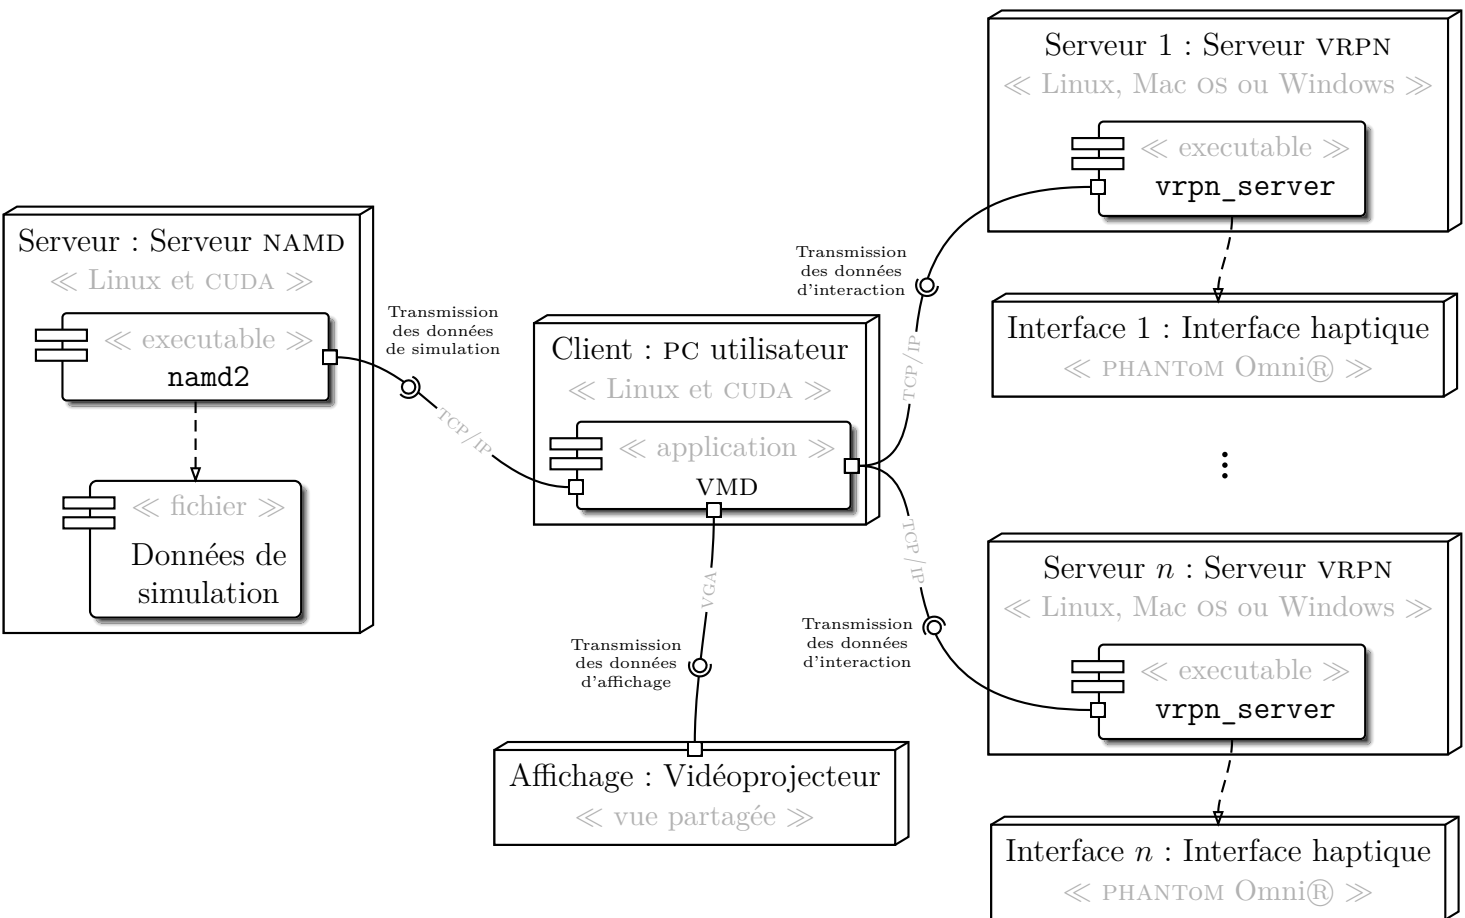 Serveur : Serveur NAMD
≪ Linux et CUDA ≫
≪ executable ≫
namd2
≪ fichier ≫
Données de
simulation
Transmission
des données
de simulation
TCP/IP
Client : PC utilisateur
≪ Linux et CUDA ≫
≪ application ≫
VMD
VGA
Transmission
des données
d'affichage
Affichage : Vidéoprojecteur
≪ vue partagée ≫
Transmission
des données
d'interaction
TCP/IP
TCP/IP
Transmission
des données
d'interaction
Serveur 1 : Serveur VRPN
≪ Linux, Mac OS ou Windows ≫
≪ executable ≫
vrpn_server
Interface 1 : Interface haptique
≪ PHANToM Omni® ≫
Serveur n : Serveur VRPN
≪ Linux, Mac OS ou Windows ≫
≪ executable ≫
vrpn_server
Interface n : Interface haptique
≪ PHANToM Omni® ≫